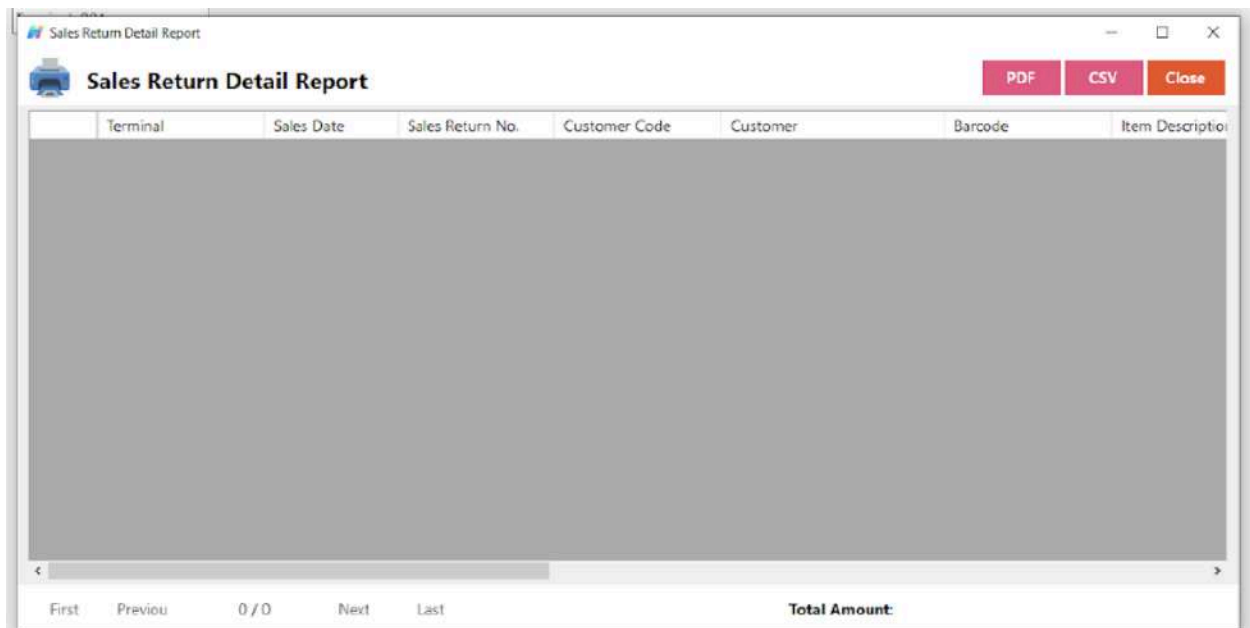 Sales Return Detail Report
Sales Return Detail Report
PDF CSV Close
Terminal Sales Date Sales Return No. Customer Code Customer Barcode Item Description
First Previou 0 / 0 Next Last Total Amount: